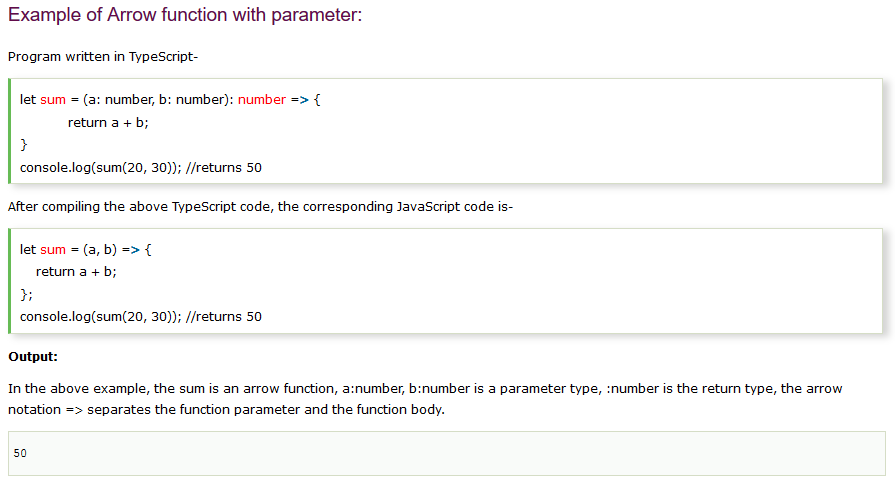 Example of Arrow function with parameter:
Program written in TypeScript-
let sum = (a: number, b: number): number => {
return a + b;
}
console.log(sum(20, 30)); //returns 50
After compiling the above TypeScript code, the corresponding JavaScript code is-
let sum = (a, b) => {
return a + b;
};
console.log(sum(20, 30)); //returns 50
Output:
In the above example, the sum is an arrow function, a:number, b:number is a parameter type, :number is the return type, the arrow
notation => separates the function parameter and the function body.
50